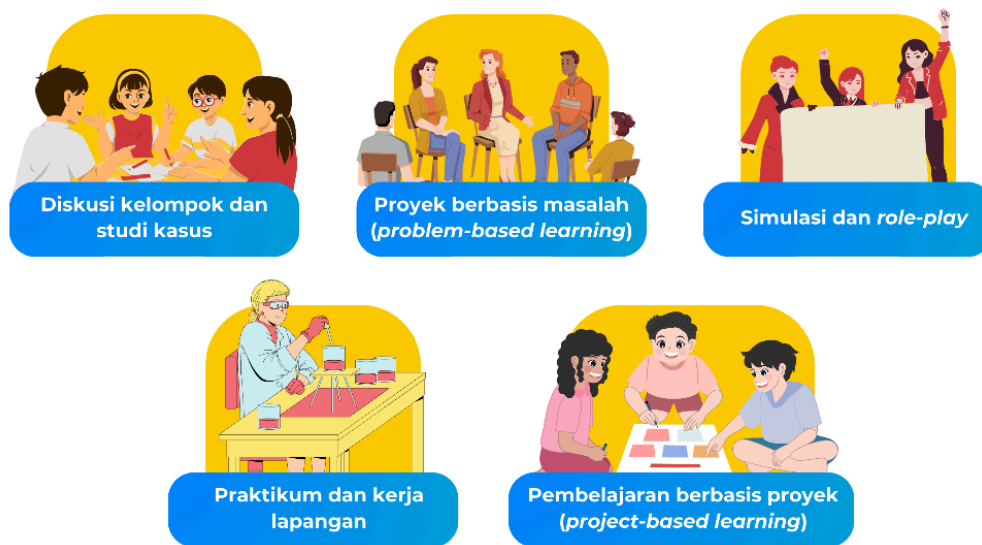 Diskusi kelompok dan
studi kasus
Proyek berbasis masalah
(problem-based learning)
Simulasi dan role-play
Praktikum dan kerja
lapangan
Pembelajaran berbasis proyek
(project-based learning)